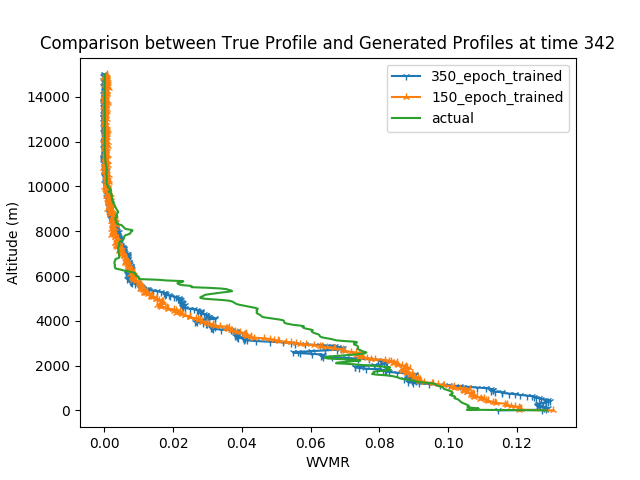 Comparison between True Profile and Generated Profiles at time 342
350_epoch_trained
150_epoch_trained
actual
Altitude (m)
14000
12000
10000
8000
6000
4000
2000
0
0.00 0.02 0.04 0.06 0.08 0.10 0.12
WVMR